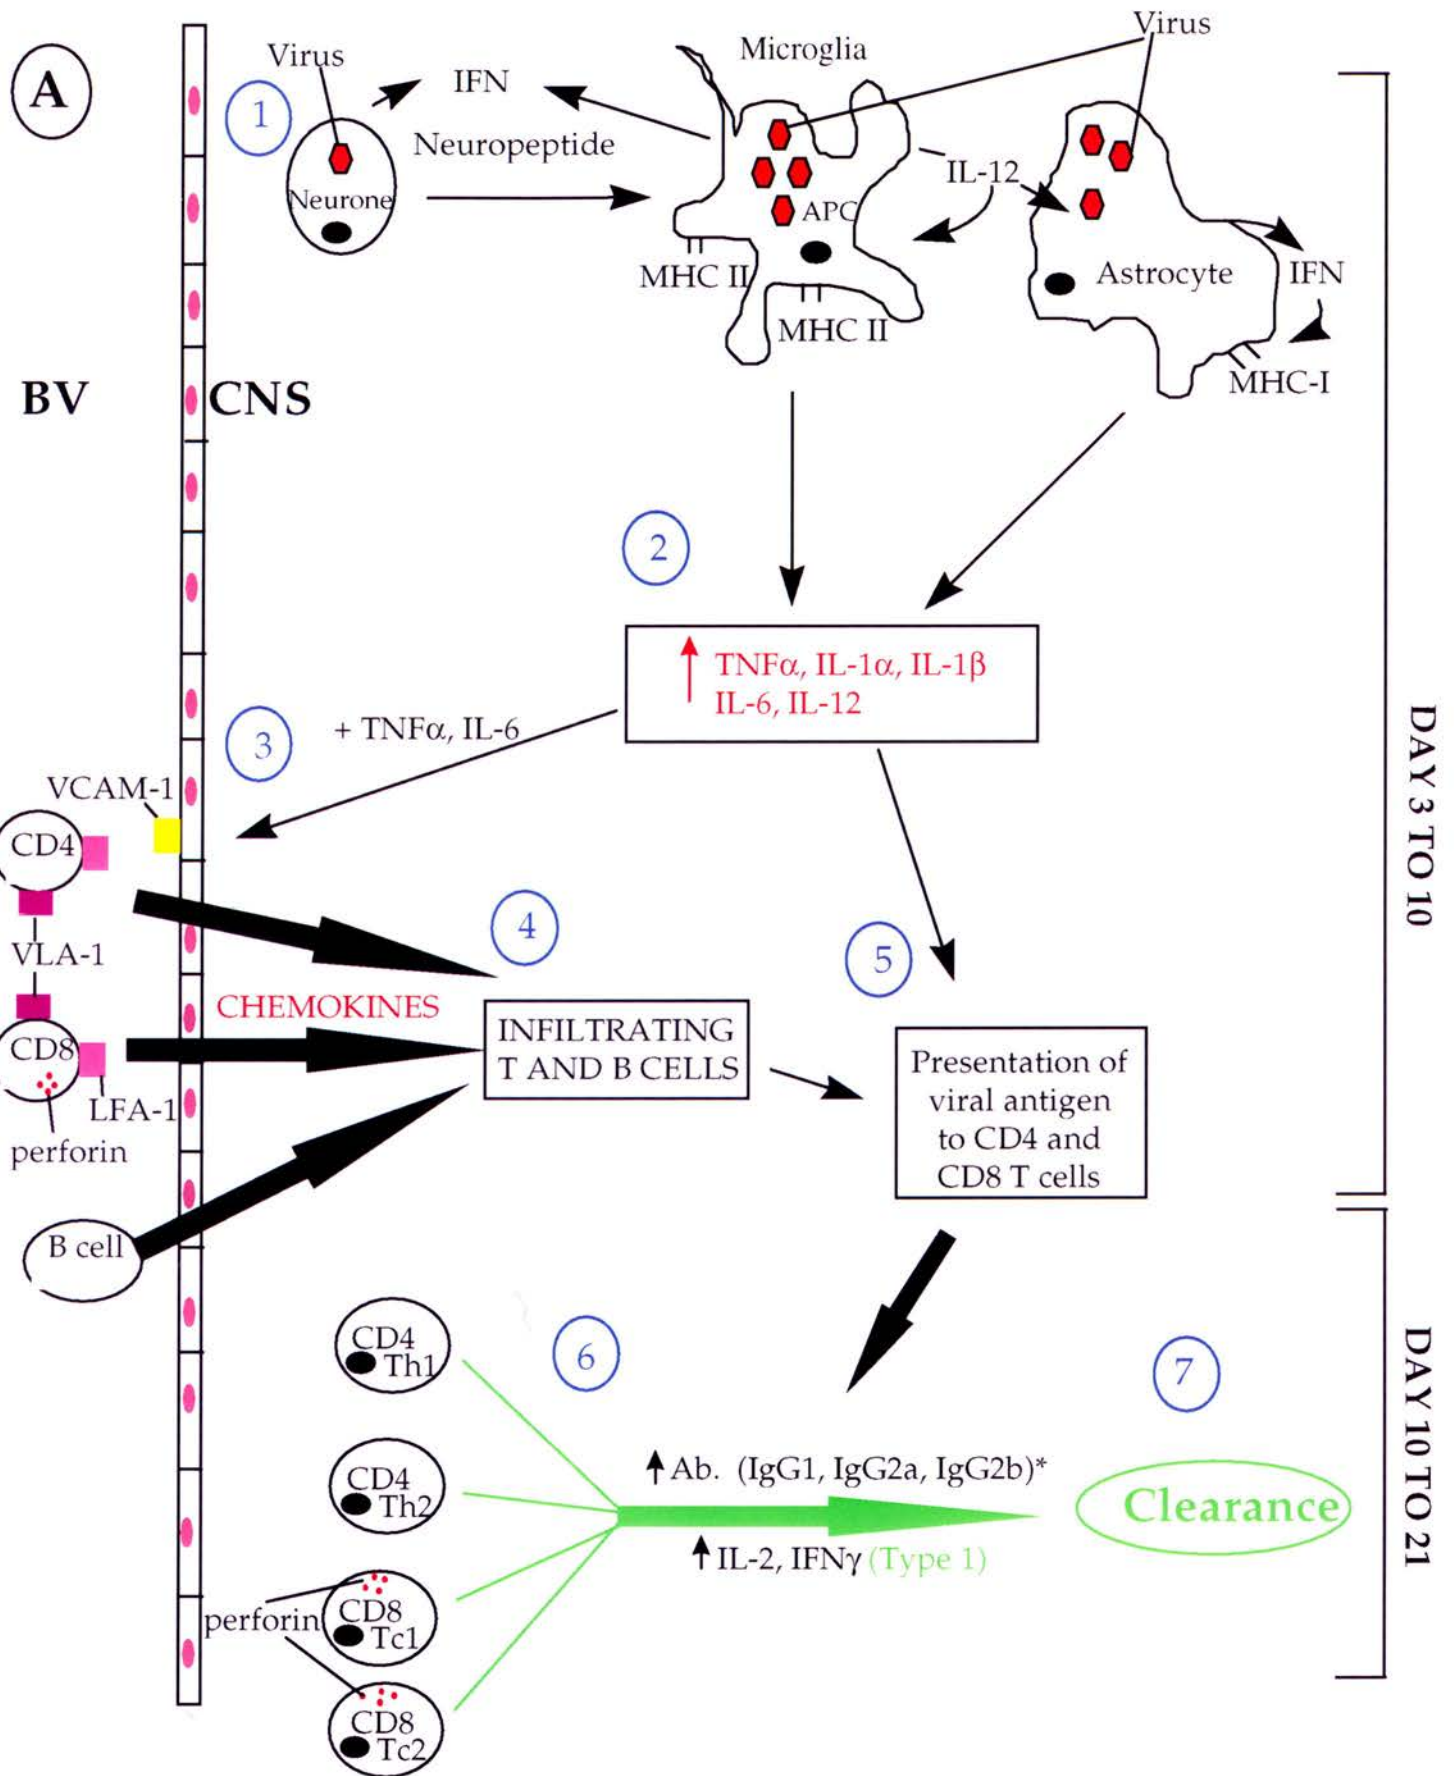 A
Virus
1
IFN
Microglia
Virus
Neuropeptide
Neurone
IL-12
APC
MHC II
MHC II
Astrocyte
IFN
MHC-I
BV
CNS
2
TNFα, IL-1α, IL-1β
IL-6, IL-12
3
+ TNFα, IL-6
VCAM-1
CD4
VLA-1
4
5
CHEMOKINES
CD8
LFA-1
perforin
INFILTRATING
T AND B CELLS
Presentation of
viral antigen
to CD4 and
CD8 T cells
B cell
DAY 3 TO 10
CD4
Th1
6
7
CD4
Th2
Ab. (IgG1, IgG2a, IgG2b)*
Clearance
IL-2, IFNγ (Type 1)
perforin
CD8
Tc1
CD8
Tc2
DAY 10 TO 21